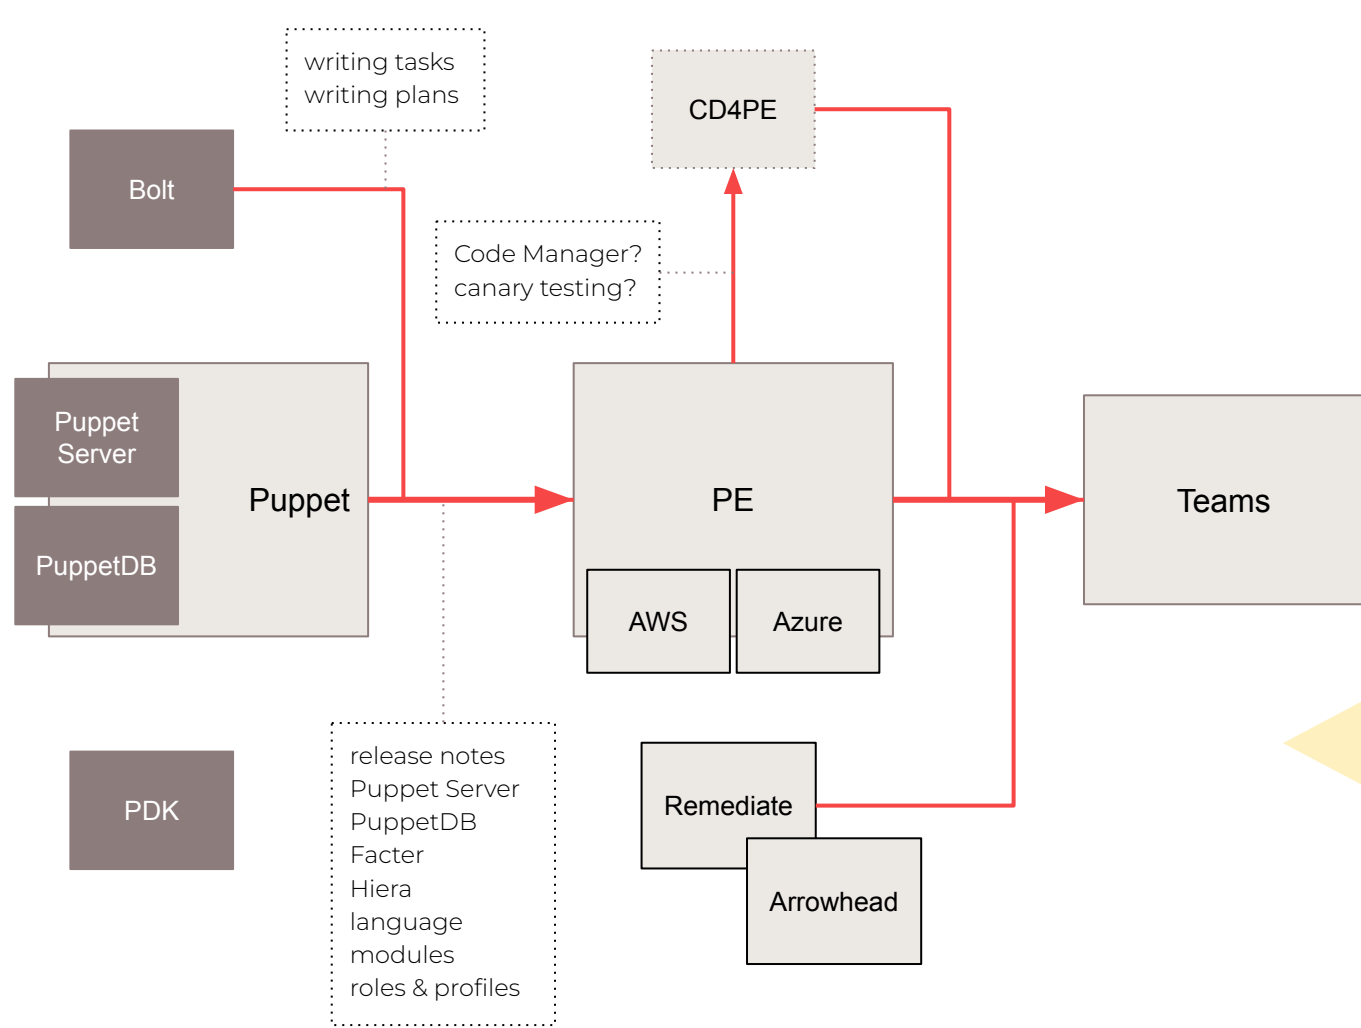 writing tasks
writing plans
CD4PE
Bolt
Code Manager?
canary testing?
Puppet
Server
Puppet
PuppetDB
PE
AWS
Azure
Teams
release notes
Puppet Server
PuppetDB
Facter
Hiera
language
modules
roles & profiles
PDK
Remediate
Arrowhead